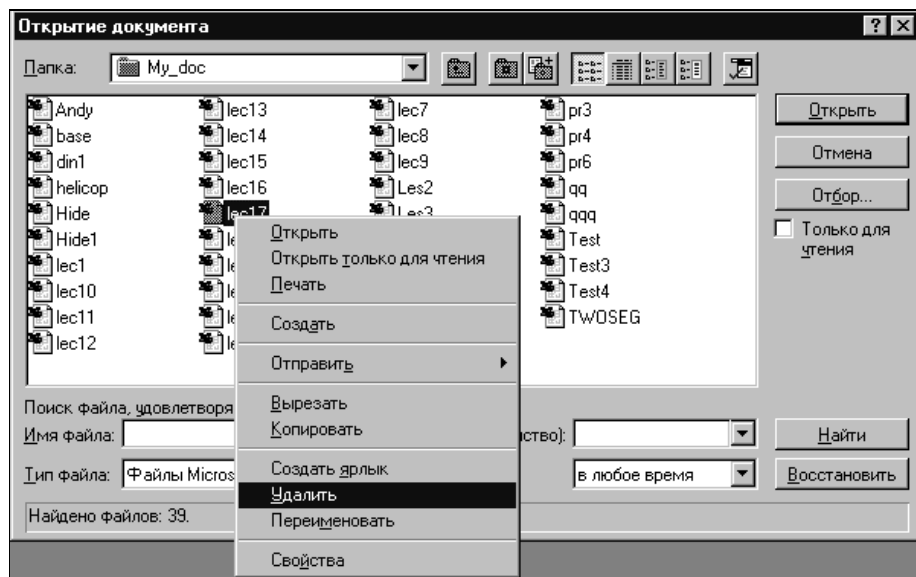 Открытие документа
Папка: My_doc
Andy
base
din1
helicop
Hide
Hide1
lec1
lec10
lec11
lec12
lec13
lec14
lec15
lec16
lec17
lec7
lec8
lec9
Les2
Les3
pr3
pr4
pr6
qq
qqq
Test
Test3
Test4
TWOSEG
Открыть
Отмена
Отбор...
Только для
чтения
Открыть
Открыть только для чтения
Печать
Создать
Отправить
Вырезать
Копировать
Создать ярлык
Удалить
Переименовать
Свойства
Поиск файла, удовлетворя
Имя файла:
ство):
Найти
Тип файла: Файлы Micros
в любое время
Восстановить
Найдено файлов: 39.